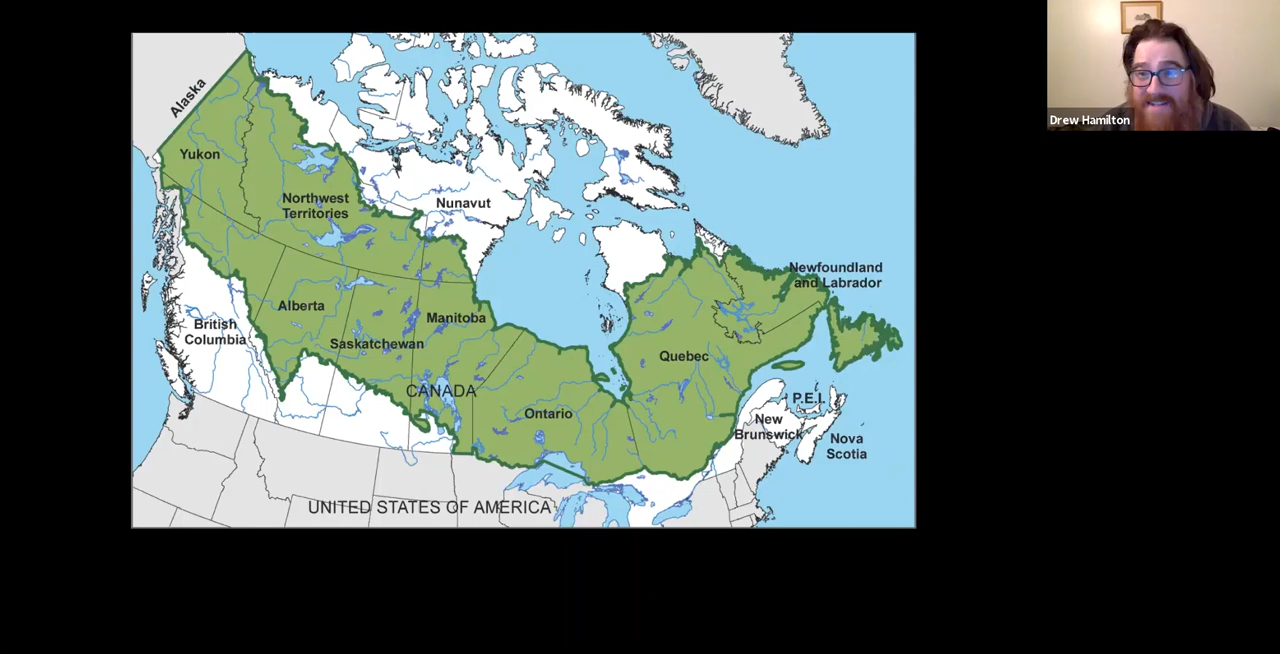 Alaska
Yukon
Northwest
Territories
Nunavut
Newfoundland
and Labrador
British
Columbia
Alberta
Saskatchewan
Manitoba
CANADA
Ontario
Quebec
P.E.I.
New
Brunswick
Nova
Scotia
UNITED STATES OF AMERICA
Drew Hamilton